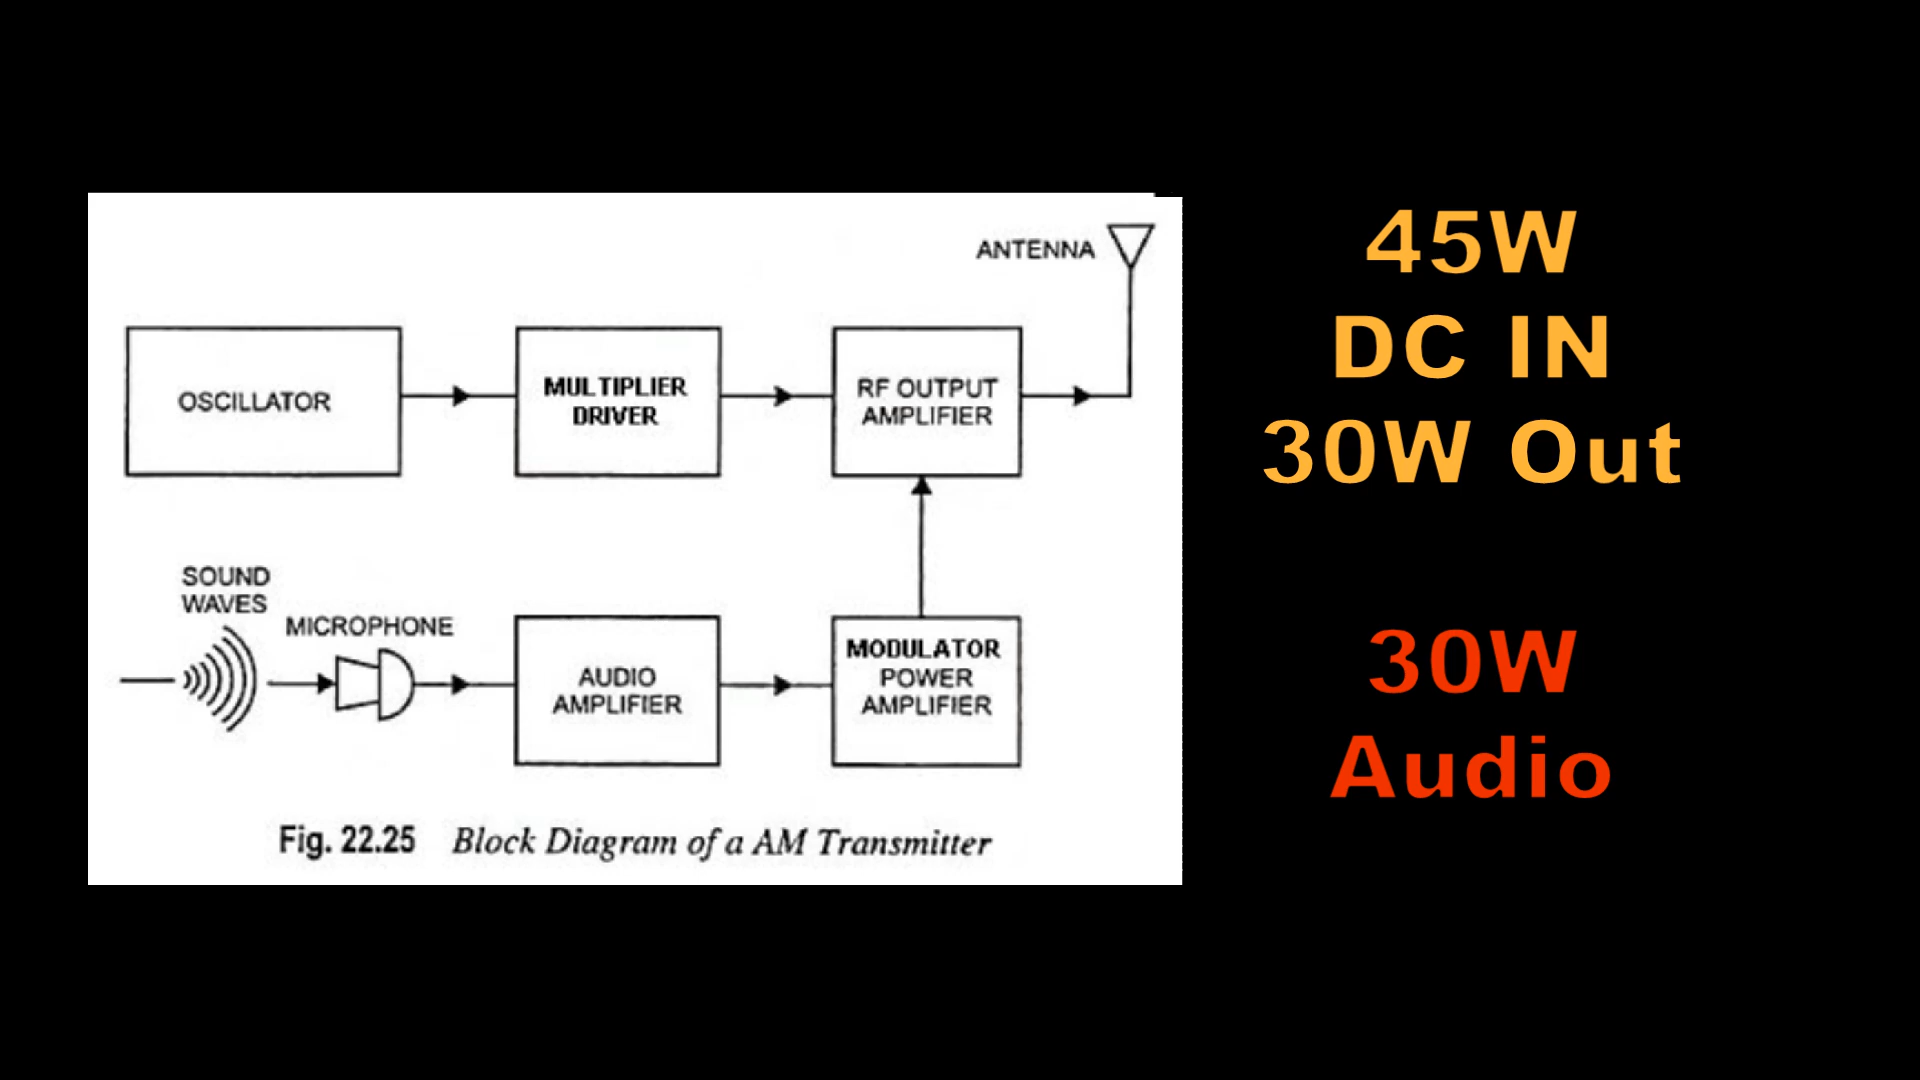 ANTENNA
OSCILLATOR
MULTIPLIER
DRIVER
RF OUTPUT
AMPLIFIER
SOUND
WAVES
MICROPHONE
AUDIO
AMPLIFIER
MODULATOR
POWER
AMPLIFIER
Fig. 22.25 Block Diagram of a AM Transmitter
45W
DC IN
30W Out
30W
Audio